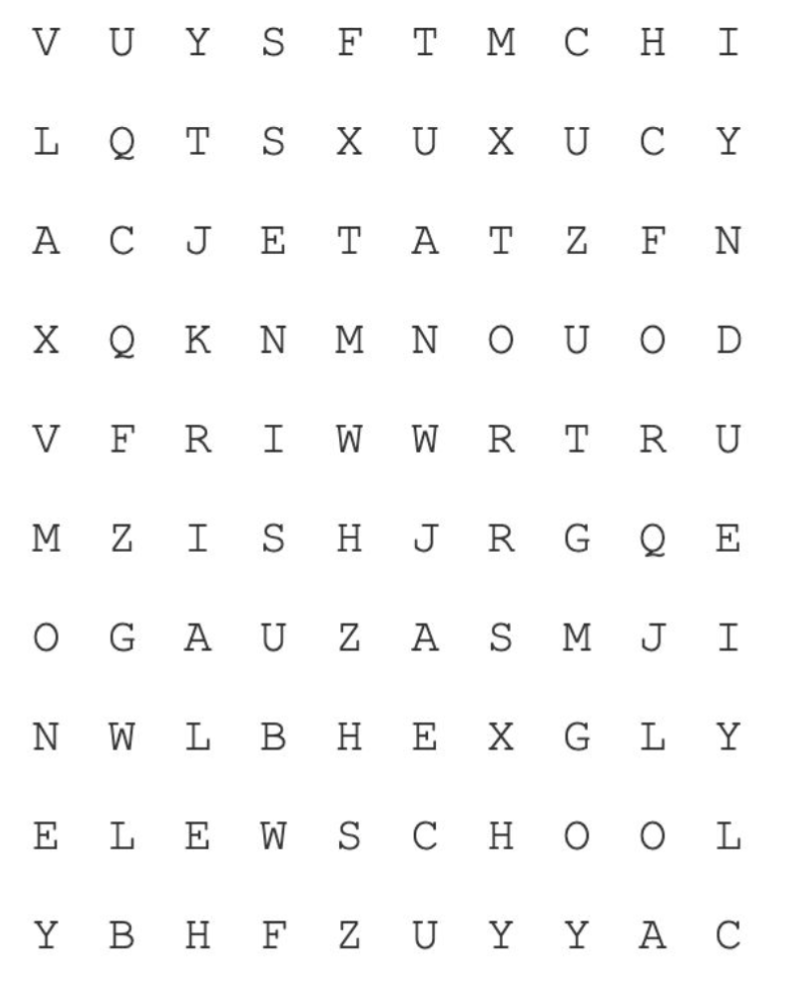 V U Y S F T M C H I
L Q T S X U X U C Y
A C J E T A T Z F N
X Q K N M N O U O D
V F R I W W R T R U
M Z I S H J R G Q E
O G A U Z A S M J I
N W L B H E X G L Y
E L E W S C H O O L
Y B H F Z U Y Y A C